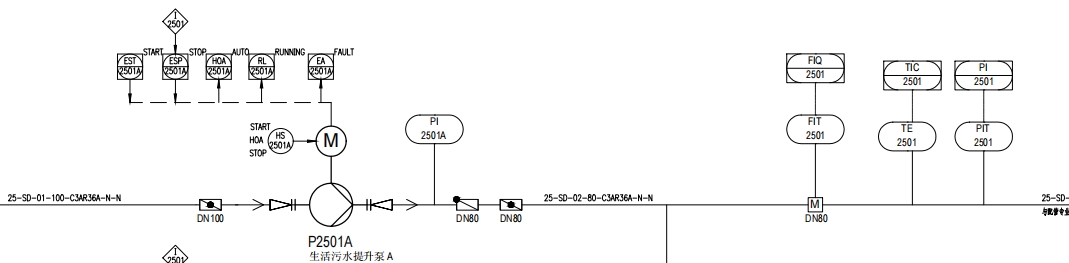 I
2501
START STOP AUTO RUNNING FAULT
EST ESP HOA RL EA
2501A 2501A 2501A 2501A 2501A
FIQ TIC PI
2501 2501 2501
START
HOA
STOP
HS
2501A
M
PI
2501A
FIT TE PIT
2501 2501 2501
25-SD-01-100-C3AR36A-N-N
25-SD-02-80-C3AR36A-N-N
25-SD-
M
DN100
DN80
DN80
DN80
P2501A
生活污水提升泵A
I
2501